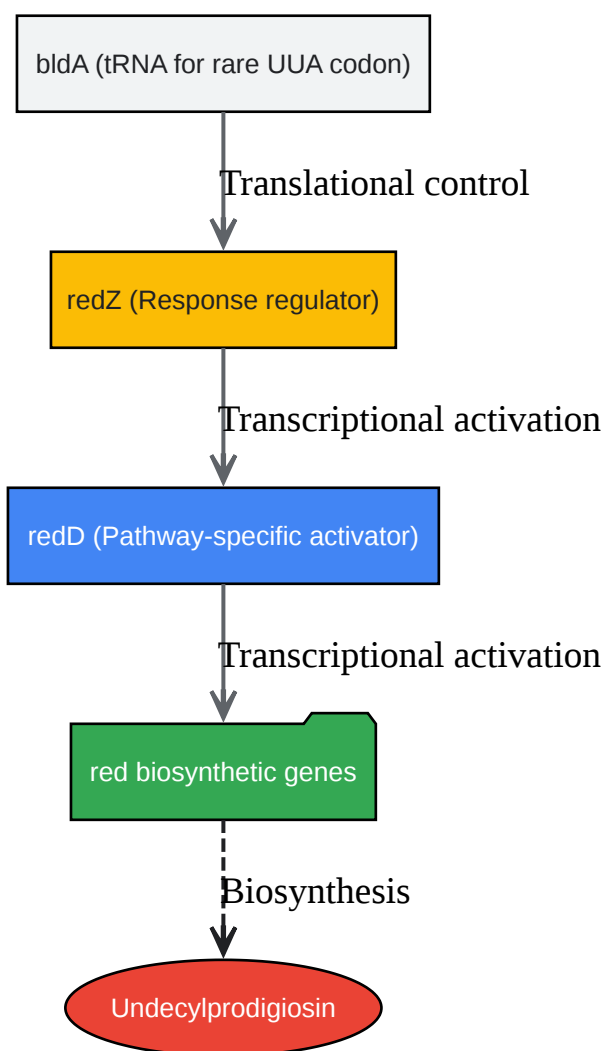 bldA (tRNA for rare UUA codon)
Translational control
redZ (Response regulator)
Transcriptional activation
redD (Pathway-specific activator)
Transcriptional activation
red biosynthetic genes
Biosynthesis
Undecylprodigiosin